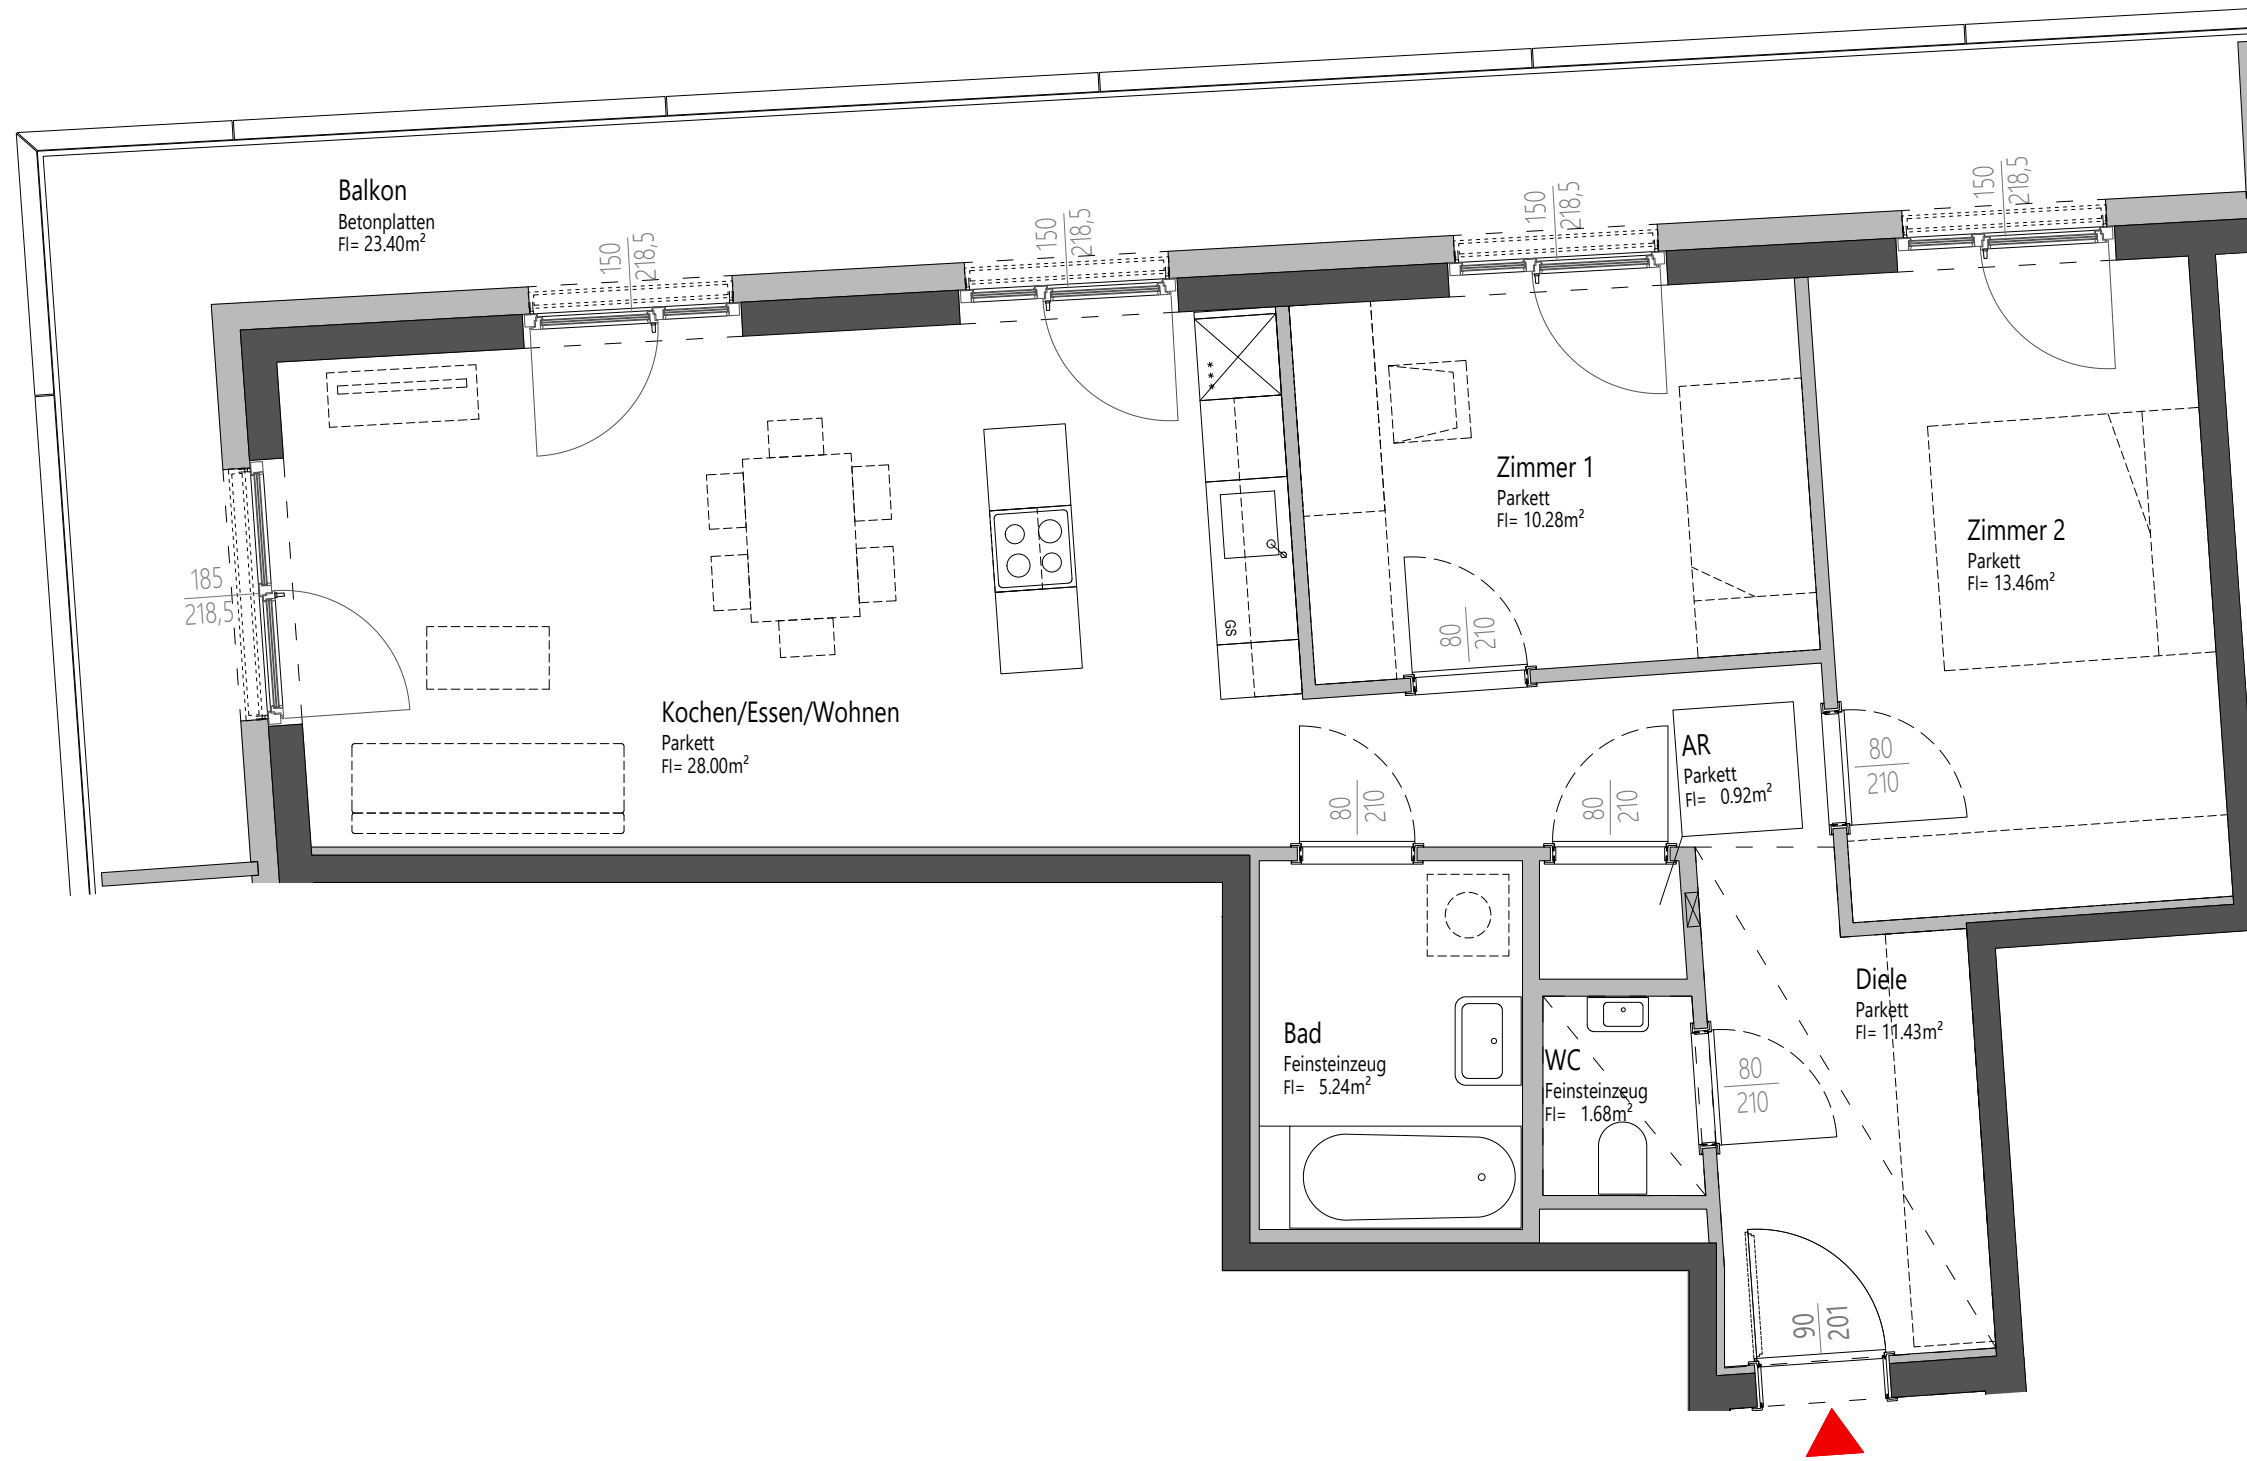 Balkon
Betonplatten
Fl= 23.40m²
150
218,5
150
218,5
150
218,5
150
218,5
***
Zimmer 1
Parkett
Fl= 10.28m²
Zimmer 2
Parkett
Fl= 13.46m²
185
218,5
GS
80
210
Kochen/Essen/Wohnen
Parkett
Fl= 28.00m²
AR
Parkett
Fl= 0.92m²
80
210
80
210
80
210
Diele
Parkett
Fl= 11.43m²
Bad
Feinsteinzeug
Fl= 5.24m²
WC
Feinsteinzeug
Fl= 1.68m²
80
210
90
201